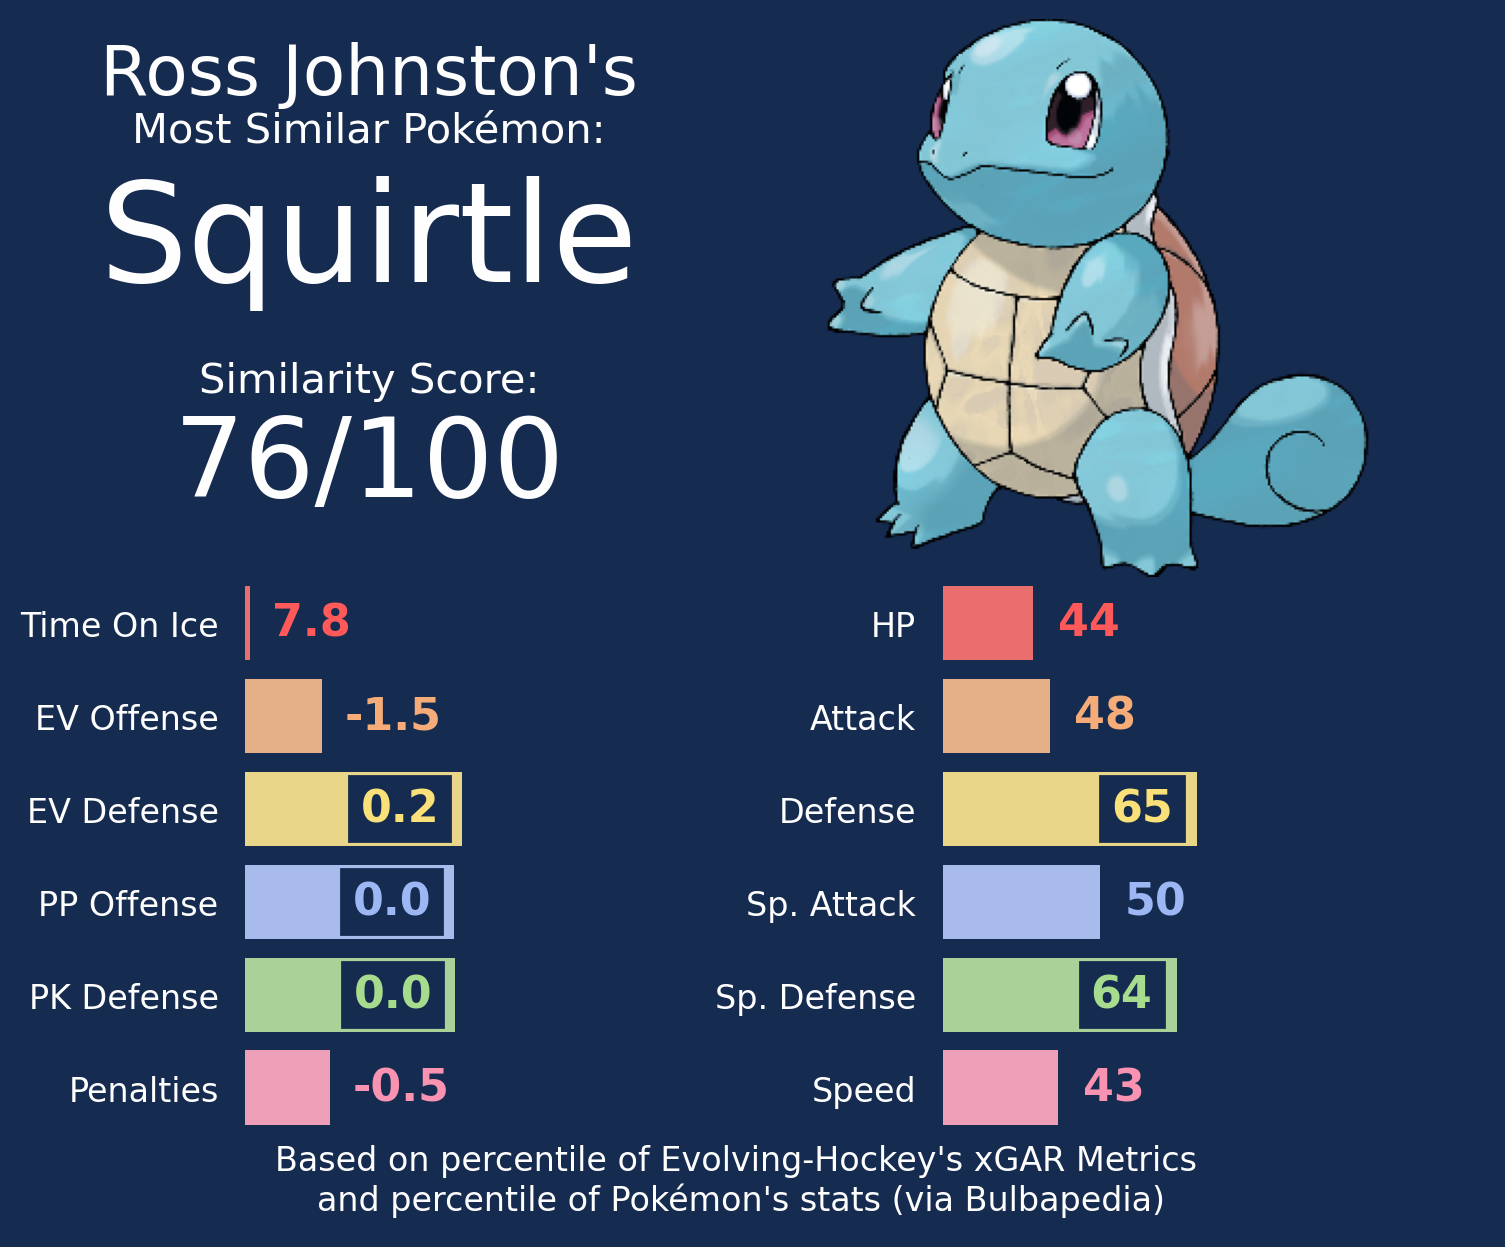 Ross Johnston's
Most Similar Pokémon:
Squirtle
Similarity Score:
76/100
Time On Ice 7.8
EV Offense -1.5
EV Defense 0.2
PP Offense 0.0
PK Defense 0.0
Penalties -0.5
HP 44
Attack 48
Defense 65
Sp. Attack 50
Sp. Defense 64
Speed 43
Based on percentile of Evolving-Hockey's xGAR Metrics
and percentile of Pokémon's stats (via Bulbapedia)